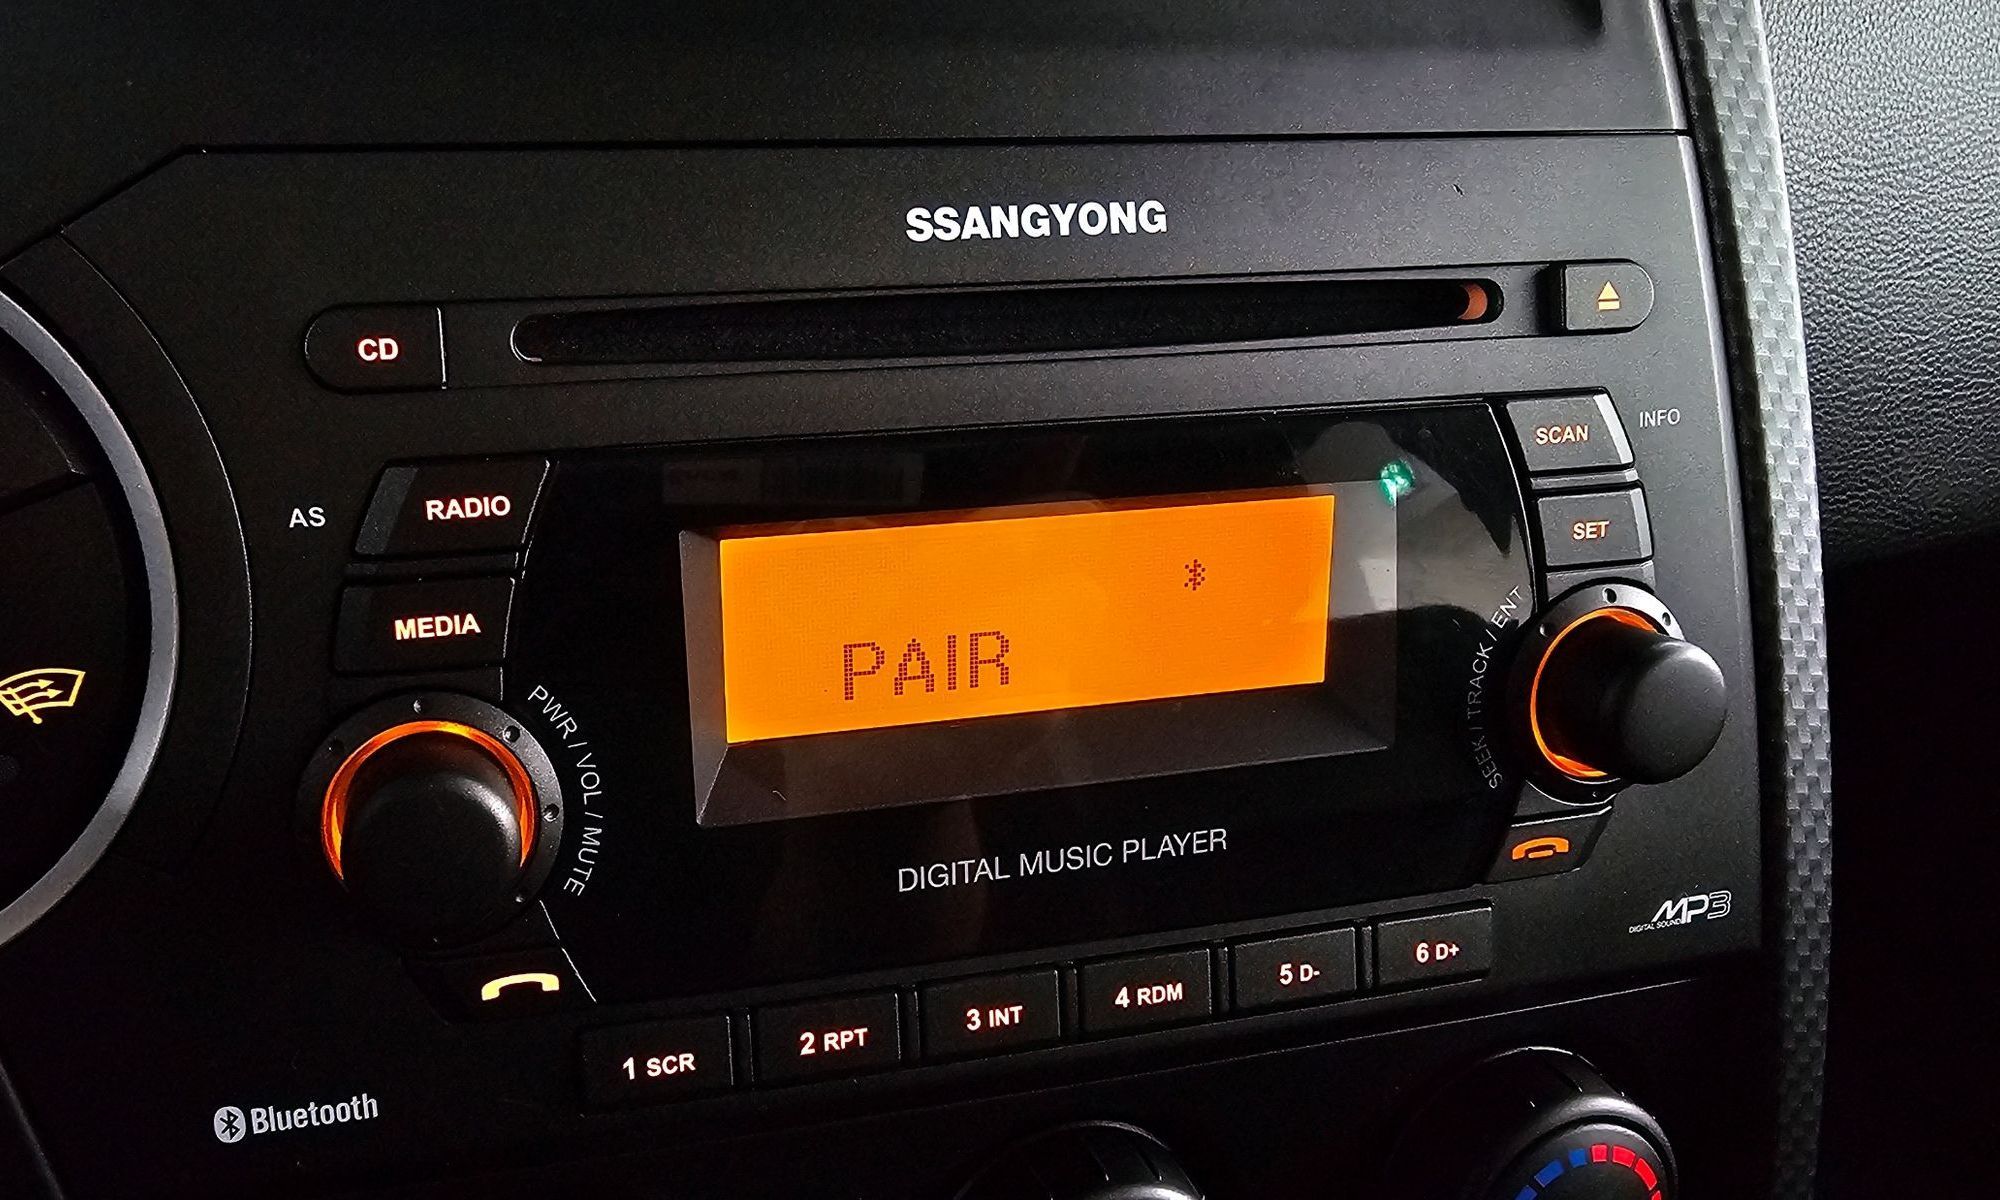 SSANGYONG
CD
SCAN
INFO
AS
RADIO
SET
MEDIA
PAIR
PWR / VOL / MUTE
SEEK / TRACK / ENT
DIGITAL MUSIC PLAYER
MP3
DIGITAL SOUND
1 SCR
2 RPT
3 INT
4 RDM
5 D-
6 D+
Bluetooth